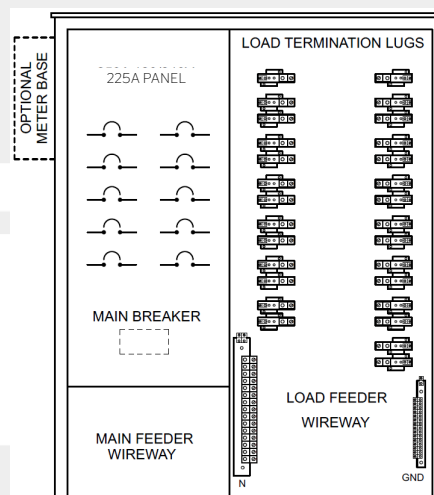 OPTIONAL
METER BASE
225A PANEL
MAIN BREAKER
MAIN FEEDER
WIREWAY
LOAD TERMINATION LUGS
LOAD FEEDER
WIREWAY
N
GND